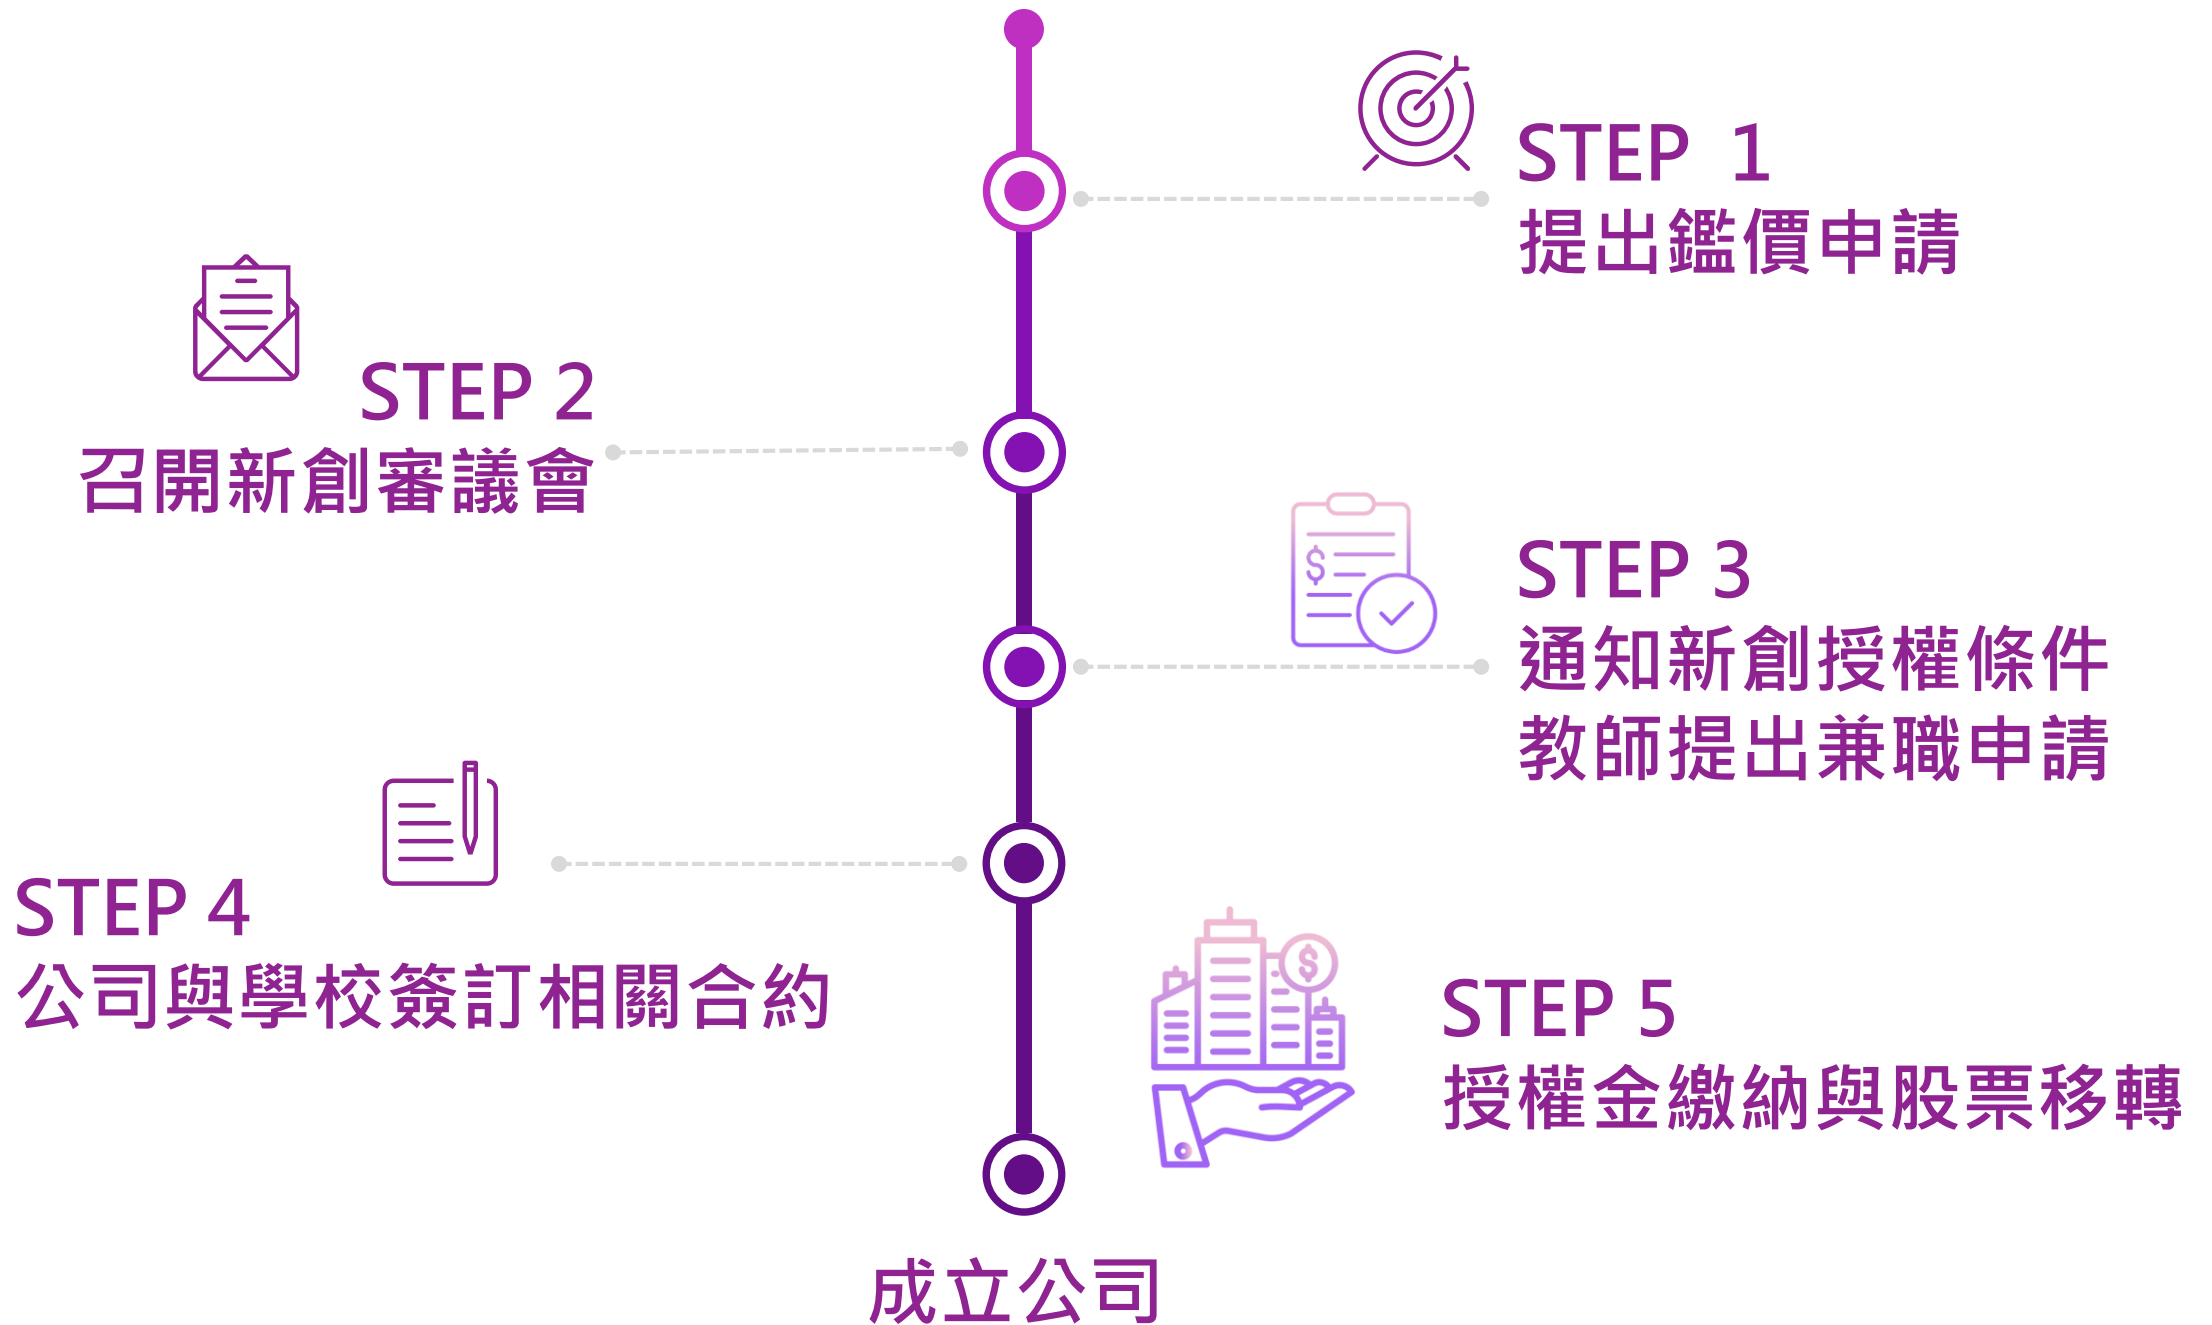 STEP 1
提出鑑價申請
STEP 2
召開新創審議會
STEP 3
通知新創授權條件
教師提出兼職申請
STEP 4
公司與學校簽訂相關合約
STEP 5
授權金繳納與股票移轉
成立公司